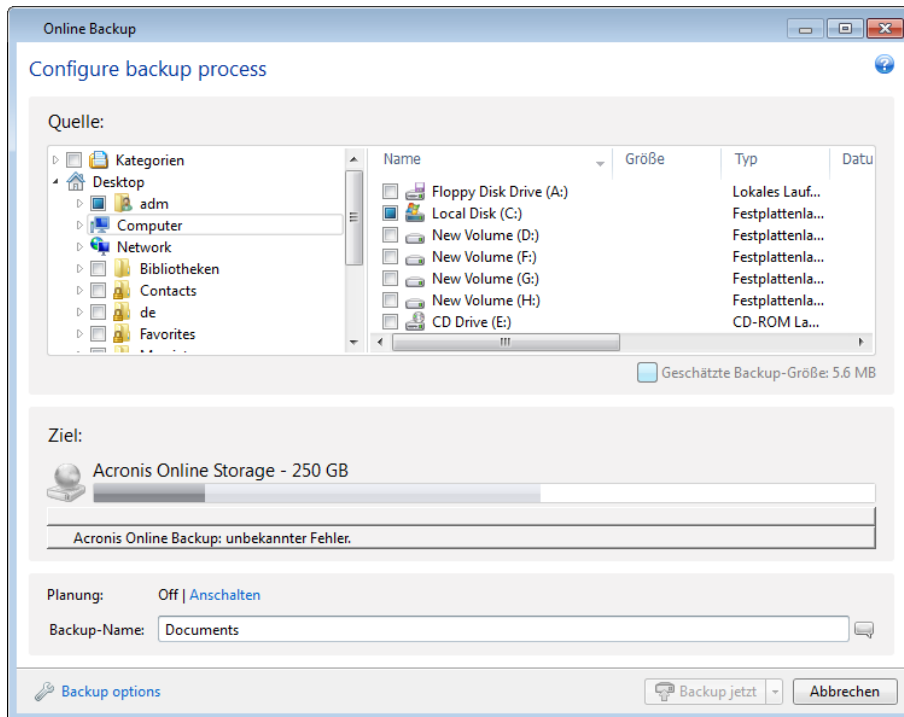 Online Backup
Configure backup process
Quelle:
Kategorien
Desktop
adm
Computer
Network
Bibliotheken
Contacts
de
Favorites
Name Größe Typ Datu
Floppy Disk Drive (A:) Lokales Lauf...
Local Disk (C:) Festplattenla...
New Volume (D:) Festplattenla...
New Volume (F:) Festplattenla...
New Volume (G:) Festplattenla...
New Volume (H:) Festplattenla...
CD Drive (E:) CD-ROM La...
Geschätzte Backup-Größe: 5.6 MB
Ziel:
Acronis Online Storage - 250 GB
Acronis Online Backup: unbekannter Fehler.
Planung: Off | Anschalten
Backup-Name: Documents
Backup options
Backup jetzt
Abbrechen